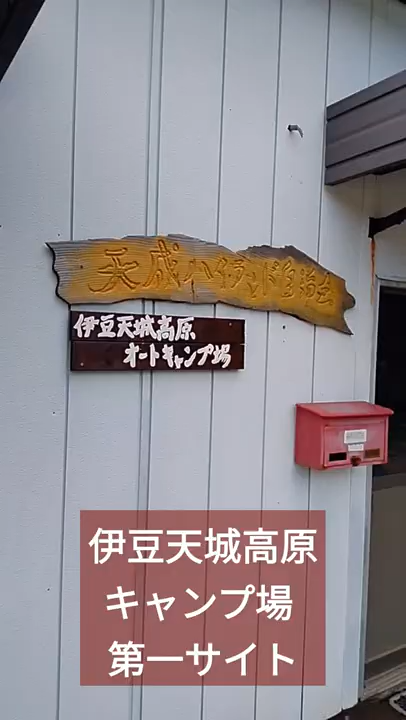 天城ハイランド自治会
伊豆天城高原
オートキャンプ場
伊豆天城高原
キャンプ場
第一サイト